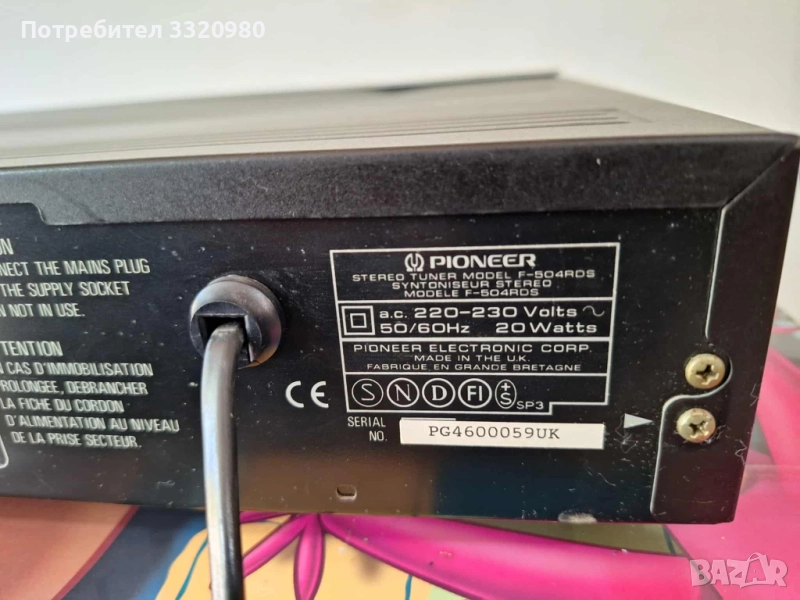 Потребител 3320980
ON
NECT THE MAINS PLUG
THE SUPPLY SOCKET
N NOT IN USE.
TENTION
CAS D'IMMOBILISATION
ROLONGEE, DEBRANCHER
LA FICHE DU CORDON
D'ALIMENTATION AU NIVEAU
DE LA PRISE SECTEUR.
PIONEER
STEREO TUNER MODEL F-504RDS
SYNTONISEUR STEREO
MODELE F-504RDS
a.c. 220-230 Volts ~
50/60Hz 20Watts
PIONEER ELECTRONIC CORP.
MADE IN THE U.K.
FABRIQUE EN GRANDE BRETAGNE
CE S N D FI +S SP3
SERIAL
NO. PG4600059UK
BAZAR